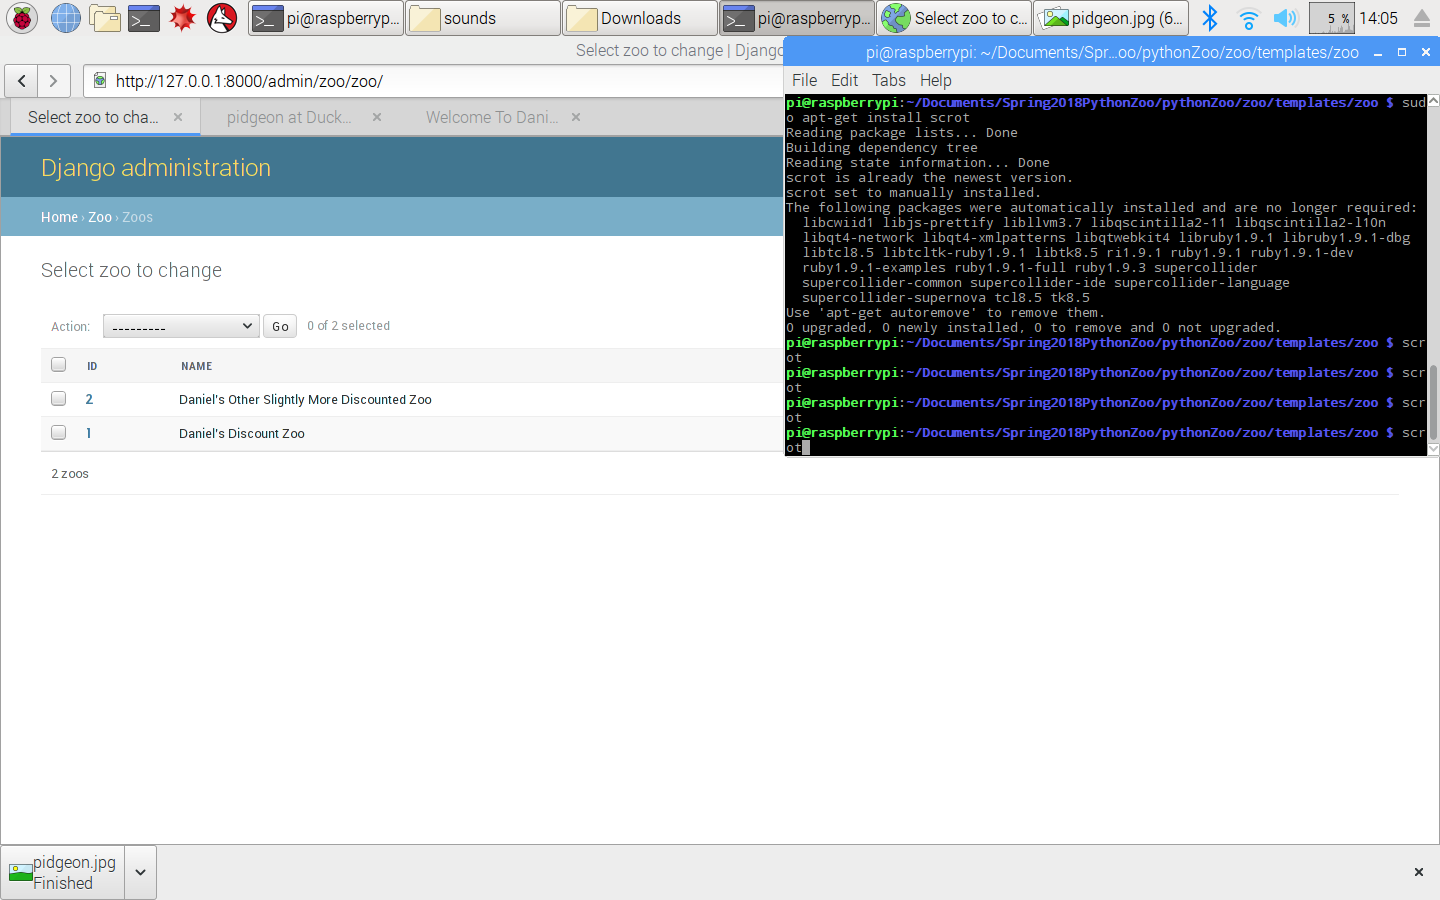 pi@raspberryp...
sounds
Downloads
pi@raspberryp...
Select zoo to c...
pidgeon.jpg (6...
5 %
14:05
Select zoo to change | Django
http://127.0.0.1:8000/admin/zoo/zoo/
Select zoo to cha...
pidgeon at Duck...
Welcome To Dani...
Django administration
Home › Zoo › Zoos
Select zoo to change
Action:
---------
Go
0 of 2 selected
ID NAME
2 Daniel's Other Slightly More Discounted Zoo
1 Daniel's Discount Zoo
2 zoos
pi@raspberrypi: ~/Documents/Spr...oo/pythonZoo/zoo/templates/zoo
File Edit Tabs Help
pi@raspberrypi:~/Documents/Spring2018PythonZoo/pythonZoo/zoo/templates/zoo $ sud
o apt-get install scrot
Reading package lists... Done
Building dependency tree
Reading state information... Done
scrot is already the newest version.
scrot set to manually installed.
The following packages were automatically installed and are no longer required:
libcwiid1 libjs-prettify libllvm3.7 libqscintilla2-11 libqscintilla2-l10n
libqt4-network libqt4-xmlpatterns libqtwebkit4 libruby1.9.1 libruby1.9.1-dbg
libtcl8.5 libtcltk-ruby1.9.1 libtk8.5 ri1.9.1 ruby1.9.1 ruby1.9.1-dev
ruby1.9.1-examples ruby1.9.1-full ruby1.9.3 supercollider
supercollider-common supercollider-ide supercollider-language
supercollider-supernova tcl8.5 tk8.5
Use 'apt-get autoremove' to remove them.
0 upgraded, 0 newly installed, 0 to remove and 0 not upgraded.
pi@raspberrypi:~/Documents/Spring2018PythonZoo/pythonZoo/zoo/templates/zoo $ scr
ot
pi@raspberrypi:~/Documents/Spring2018PythonZoo/pythonZoo/zoo/templates/zoo $ scr
ot
pi@raspberrypi:~/Documents/Spring2018PythonZoo/pythonZoo/zoo/templates/zoo $ scr
ot
pi@raspberrypi:~/Documents/Spring2018PythonZoo/pythonZoo/zoo/templates/zoo $ scr
ot
pidgeon.jpg
Finished